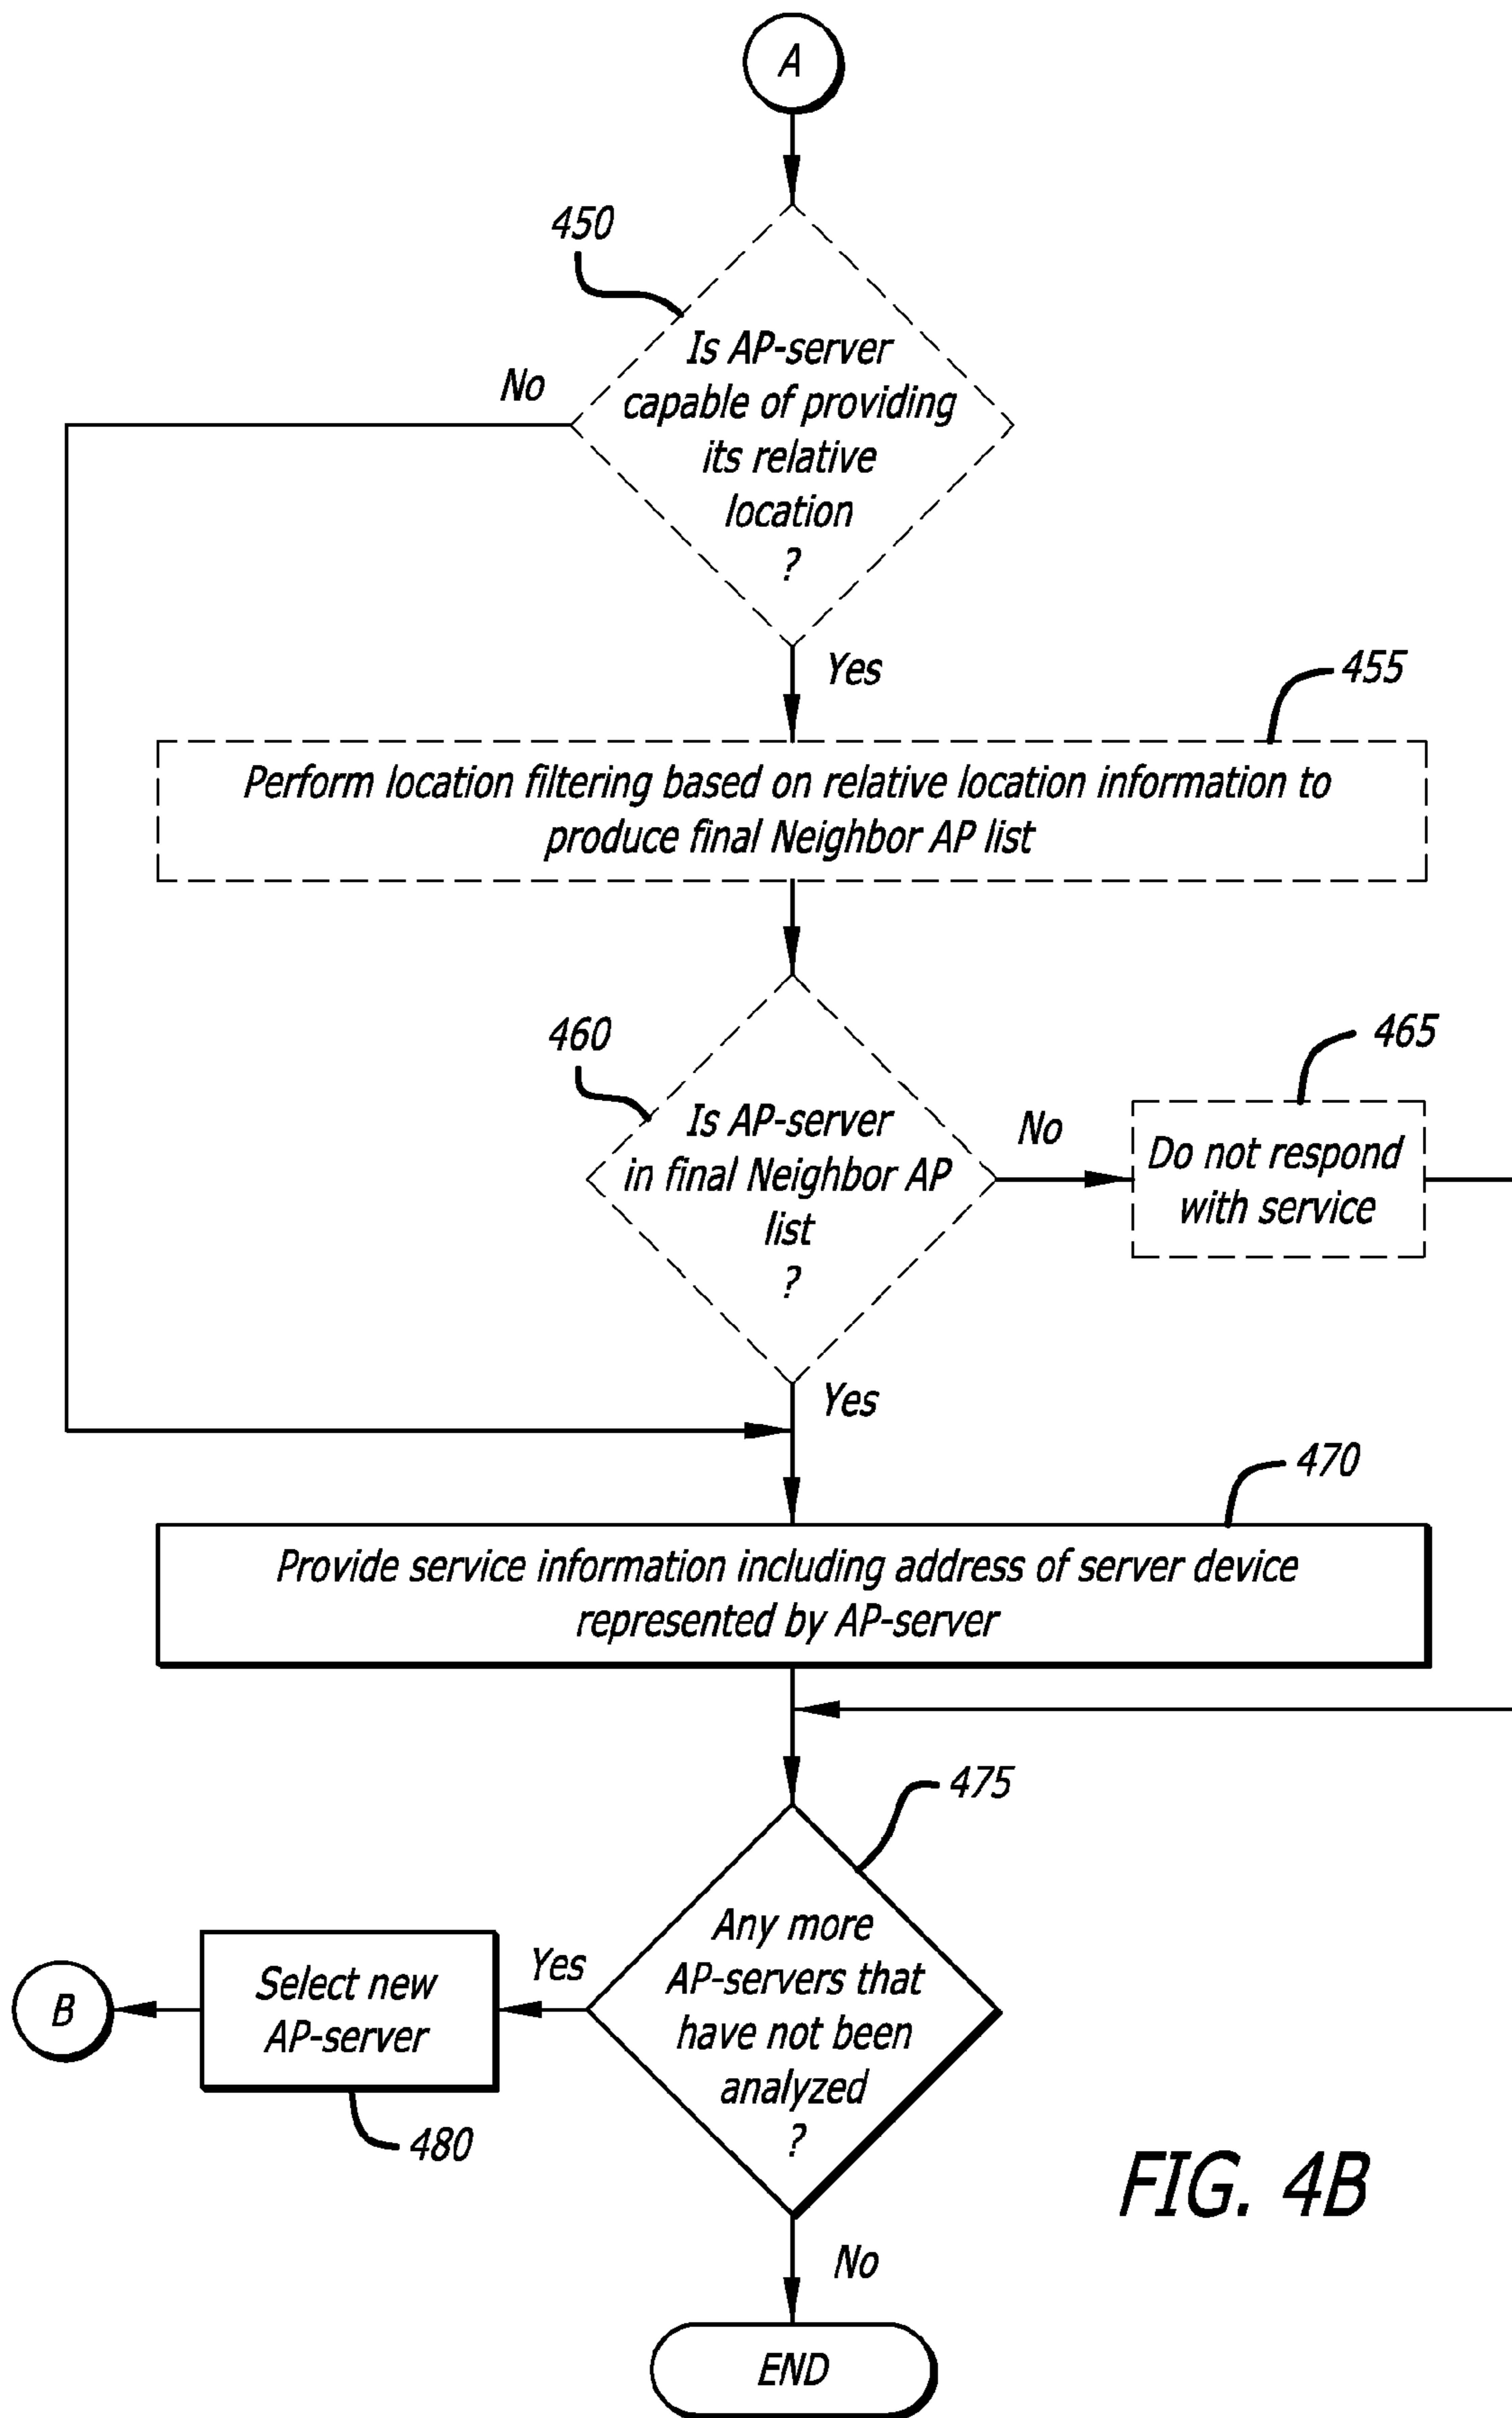 A
450
Is AP-server
capable of providing
its relative
location
?
No
Yes
455
Perform location filtering based on relative location information to
produce final Neighbor AP list
460
Is AP-server
in final Neighbor AP
list
?
No
465
Do not respond
with service
Yes
470
Provide service information including address of server device
represented by AP-server
475
Any more
AP-servers that
have not been
analyzed
?
Yes
Select new
AP-server
480
B
No
END
FIG. 4B